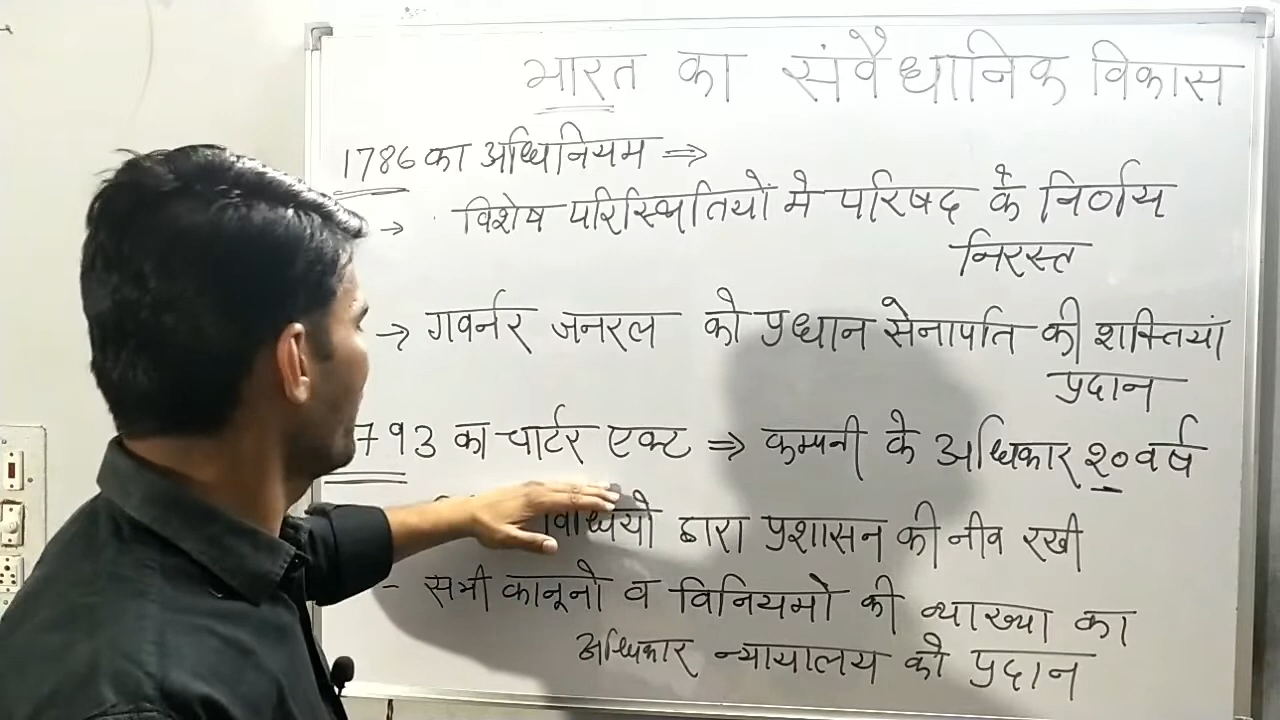 भारत का संवैधानिक विकास
1786 का अधिनियम ⇒
→ विशेष परिस्थितियों मे परिषद के निर्णय
निरस्त
→ गवर्नर जनरल को प्रधान सेनापति की शक्तियां
प्रदान
793 का चार्टर एक्ट ⇒ कम्पनी के अधिकार २० वर्ष
विधियो द्वारा प्रशासन की नीव रखी
- सभी कानूनो व विनियमो की व्याख्या का
अधिकार न्यायालय को प्रदान